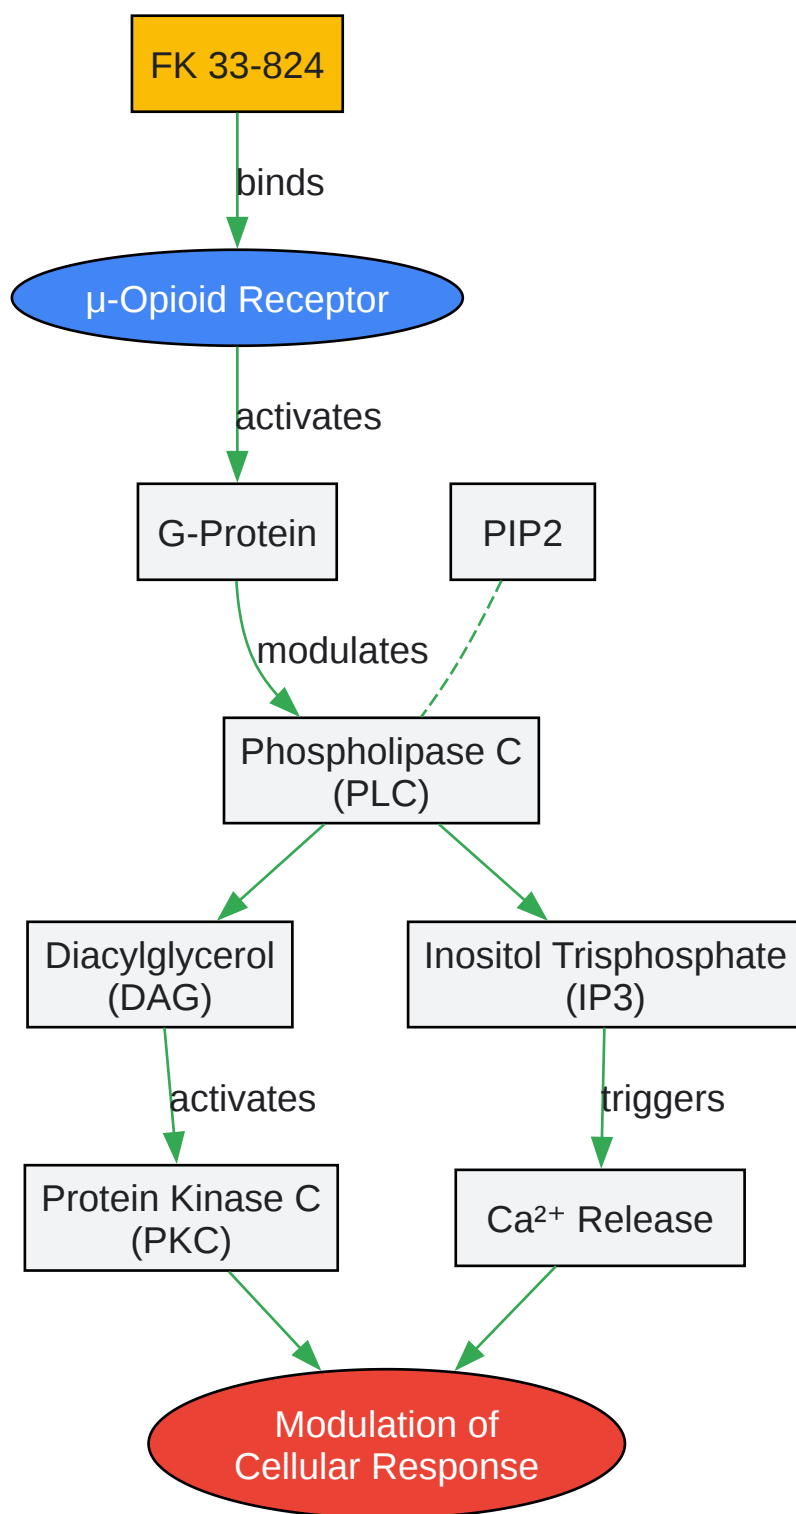 FK 33-824
binds
μ-Opioid Receptor
activates
G-Protein
PIP2
modulates
Phospholipase C
(PLC)
Diacylglycerol
(DAG)
Inositol Trisphosphate
(IP3)
activates
triggers
Protein Kinase C
(PKC)
Ca²⁺ Release
Modulation of
Cellular Response